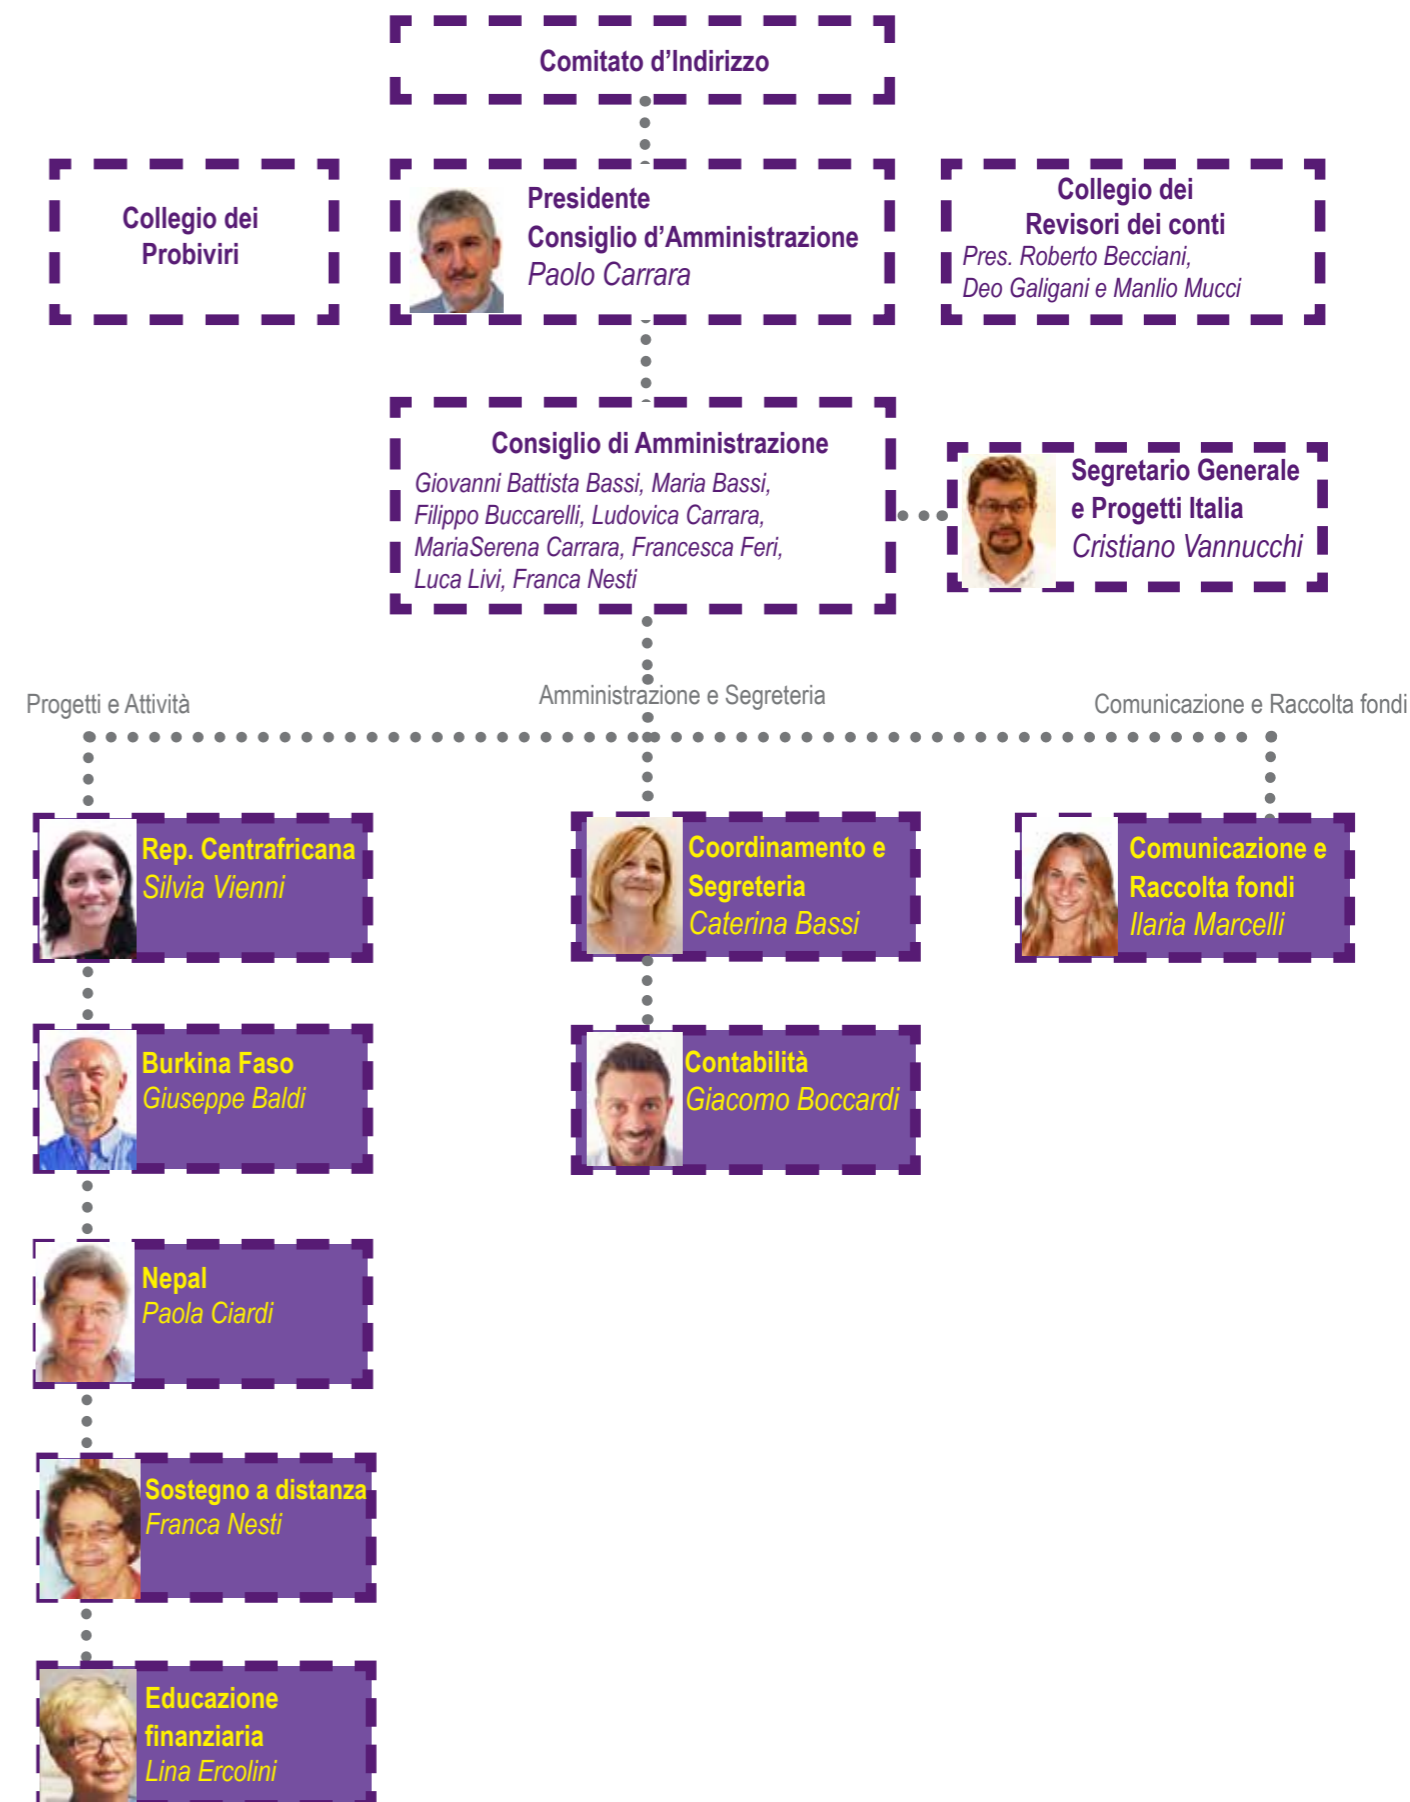 Comitato d’Indirizzo
Collegio dei
Probiviri
Presidente
Consiglio d’Amministrazione
Paolo Carrara
Collegio dei
Revisori dei conti
Pres. Roberto Becciani,
Deo Galigani e Manlio Mucci
Consiglio di Amministrazione
Giovanni Battista Bassi, Maria Bassi,
Filippo Buccarelli, Ludovica Carrara,
MariaSerena Carrara, Francesca Feri,
Luca Livi, Franca Nesti
Segretario Generale
e Progetti Italia
Cristiano Vannucchi
Progetti e Attività
Amministrazione e Segreteria
Comunicazione e Raccolta fondi
Rep. Centrafricana
Silvia Vienni
Coordinamento e
Segreteria
Caterina Bassi
Comunicazione e
Raccolta fondi
Ilaria Marcelli
Burkina Faso
Giuseppe Baldi
Contabilità
Giacomo Boccardi
Nepal
Paola Ciardi
Sostegno a distanza
Franca Nesti
Educazione
finanziaria
Lina Ercolini